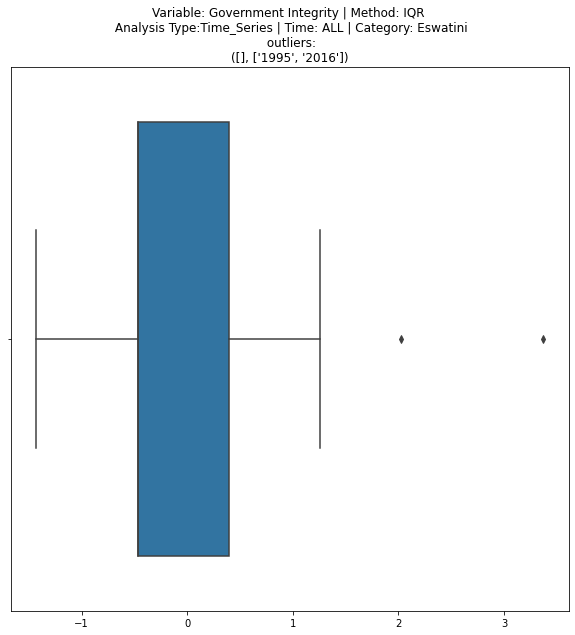 Variable: Government Integrity | Method: IQR
Analysis Type:Time_Series | Time: ALL | Category: Eswatini
outliers:
([], ['1995', '2016'])
−1 0 1 2 3